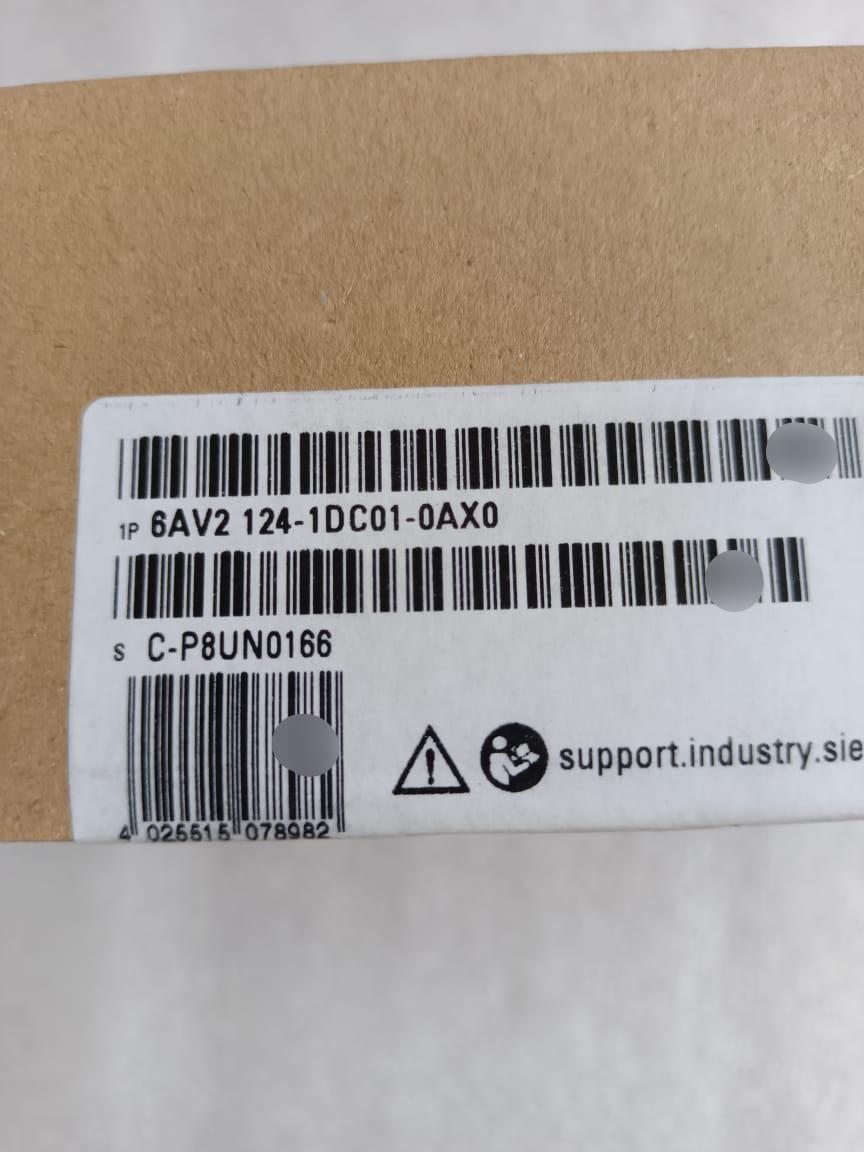 1P 6AV2 124-1DC01-0AX0
S C-P8UN0166
4 025515 078982
support.industry.sie